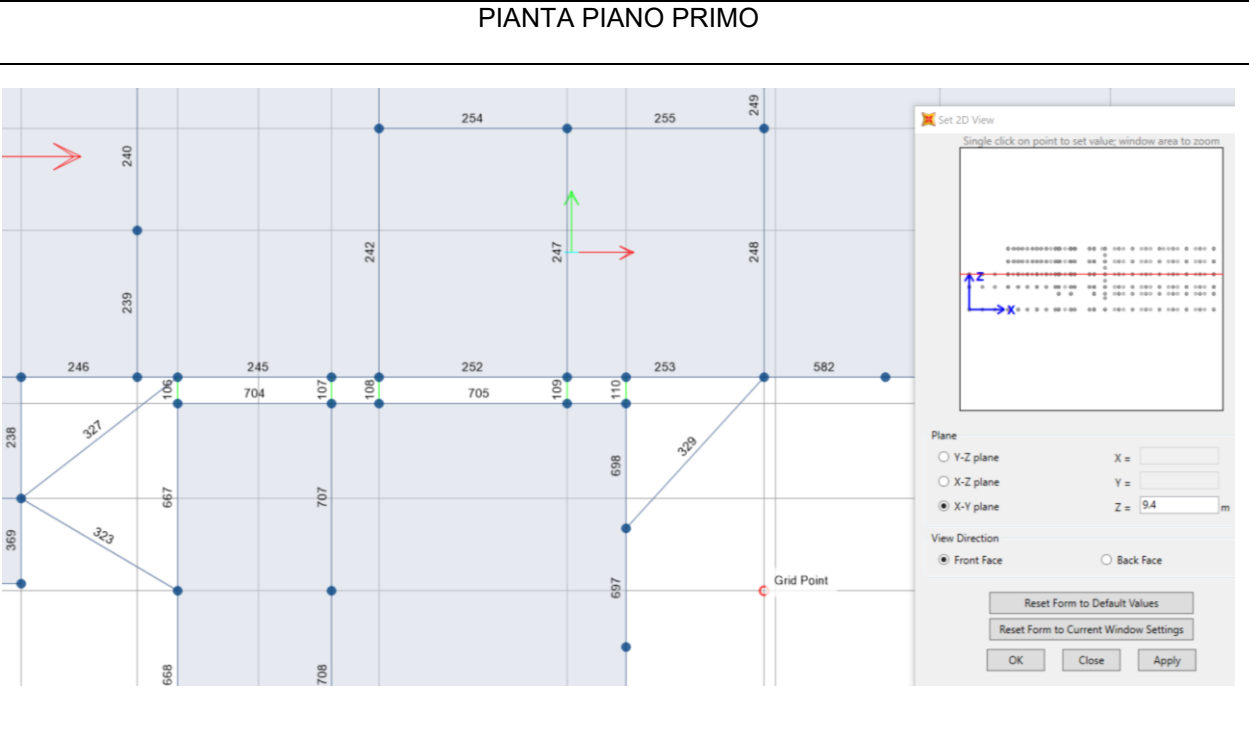 PIANTA PIANO PRIMO
254
255
249
240
242
247
248
239
246
245
252
253
582
106
704
107
108
705
109
110
327
238
329
698
667
707
323
369
697
Grid Point
668
708
Set 2D View
Single click on point to set value; window area to zoom
Z
X
Plane
Y-Z plane
X =
X-Z plane
Y =
X-Y plane
Z = 9.4 m
View Direction
Front Face
Back Face
Reset Form to Default Values
Reset Form to Current Window Settings
OK
Close
Apply